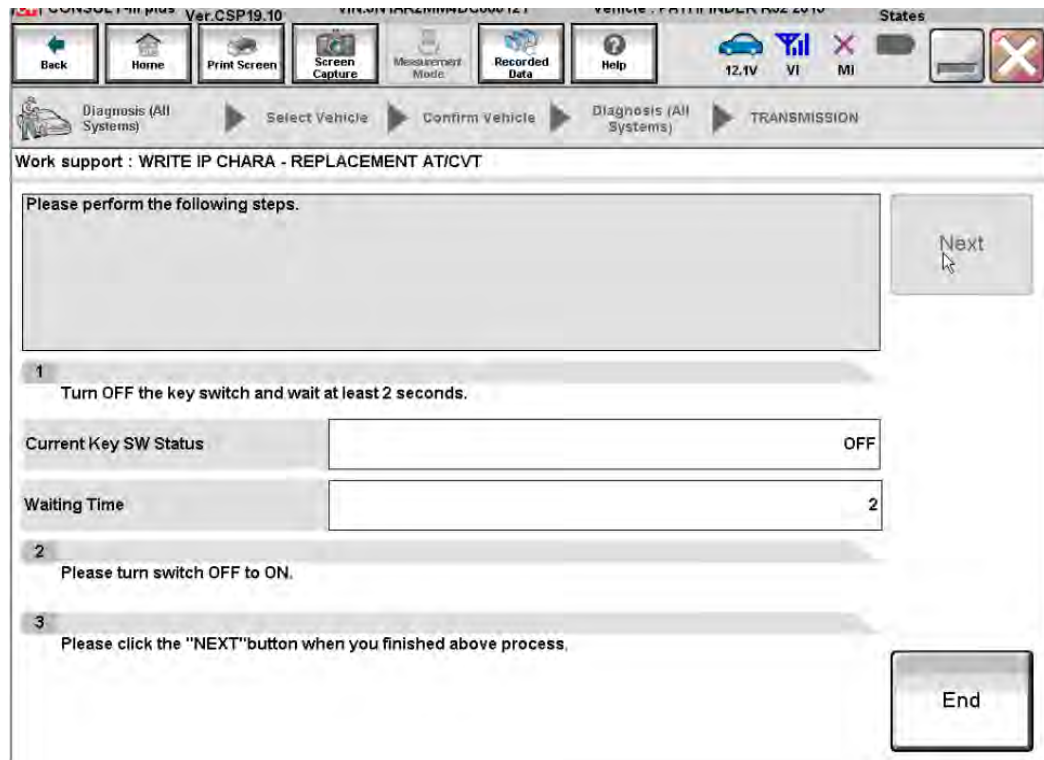 Ver.CSP19.10
States
Back
Home
Print Screen
Screen
Capture
Measurement
Mode
Recorded
Data
Help
12.1V
VI
MI
Diagnosis (All
Systems)
Select Vehicle
Confirm Vehicle
Diagnosis (All
Systems)
TRANSMISSION
Work support : WRITE IP CHARA - REPLACEMENT AT/CVT
Please perform the following steps.
Next
1
Turn OFF the key switch and wait at least 2 seconds.
Current Key SW Status
OFF
Waiting Time
2
2
Please turn switch OFF to ON.
3
Please click the "NEXT"button when you finished above process.
End